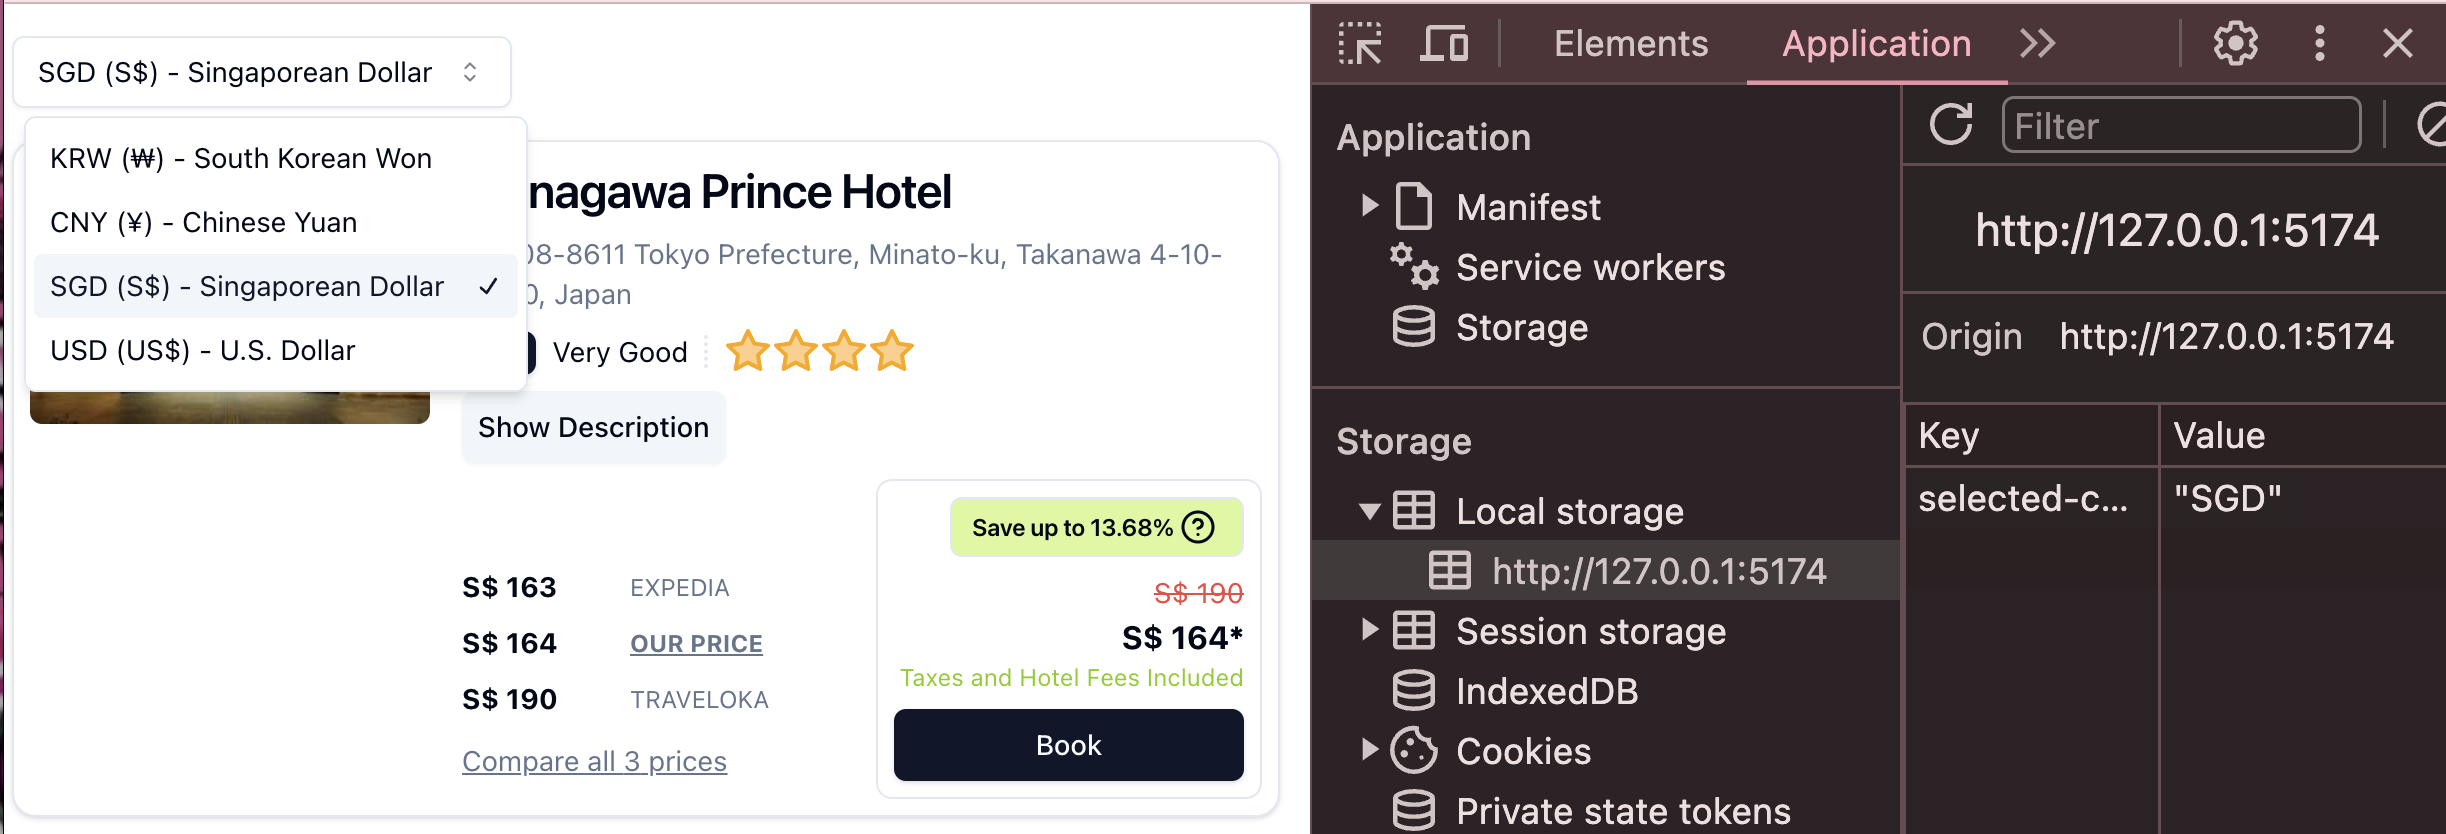 SGD (S$) - Singaporean Dollar
KRW (₩) - South Korean Won
CNY (¥) - Chinese Yuan
SGD (S$) - Singaporean Dollar
USD (US$) - U.S. Dollar
nagawa Prince Hotel
08-8611 Tokyo Prefecture, Minato-ku, Takanawa 4-10-
0, Japan
Very Good
Show Description
Save up to 13.68%
S$ 163 EXPEDIA
S$ 164 OUR PRICE
S$ 190 TRAVELOKA
Compare all 3 prices
S$ 190
S$ 164*
Taxes and Hotel Fees Included
Book
Elements Application
Application
Manifest
Service workers
Storage
Storage
Local storage
http://127.0.0.1:5174
Session storage
IndexedDB
Cookies
Private state tokens
Filter
http://127.0.0.1:5174
Origin http://127.0.0.1:5174
Key Value
selected-c... "SGD"